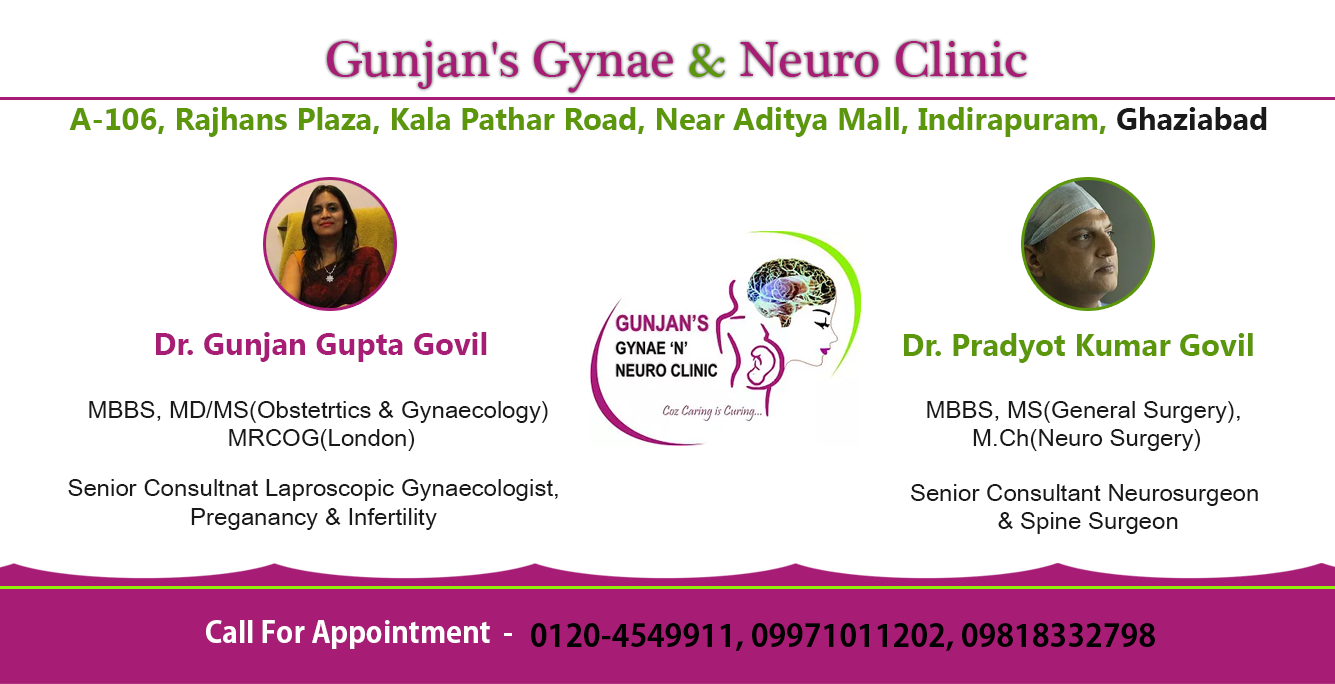 Gunjan's Gynae & Neuro Clinic
A-106, Rajhans Plaza, Kala Pathar Road, Near Aditya Mall, Indirapuram, Ghaziabad
Dr. Gunjan Gupta Govil
MBBS, MD/MS(Obstetrtics & Gynaecology)
MRCOG(London)
Senior Consultnat Laproscopic Gynaecologist,
Preganancy & Infertility
GUNJAN'S
GYNAE 'N'
NEURO CLINIC
Coz Caring is Curing...
Dr. Pradyot Kumar Govil
MBBS, MS(General Surgery),
M.Ch(Neuro Surgery)
Senior Consultant Neurosurgeon
& Spine Surgeon
Call For Appointment - 0120-4549911, 09971011202, 09818332798